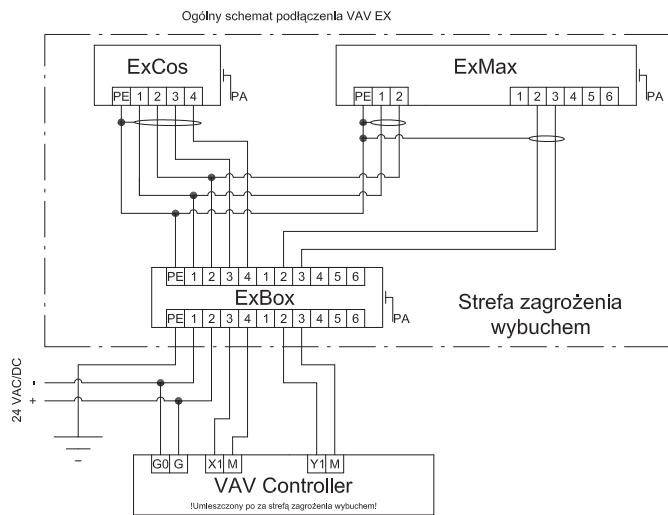 Ogólny schemat podłączenia VAV EX
ExCos
ExMax
PE 1 2 3 4
PA
PE 1 2
1 2 3 4 5 6
PA
PE 1 2 3 4 1 2 3 4 5 6
ExBox
PE 1 2 3 4 1 2 3 4 5 6
PA
Strefa zagrożenia
wybuchem
24 VAC/DC
-
+
G0 G X1 M Y1 M
VAV Controller
!Umieszczony po za strefą zagrożenia wybuchem!